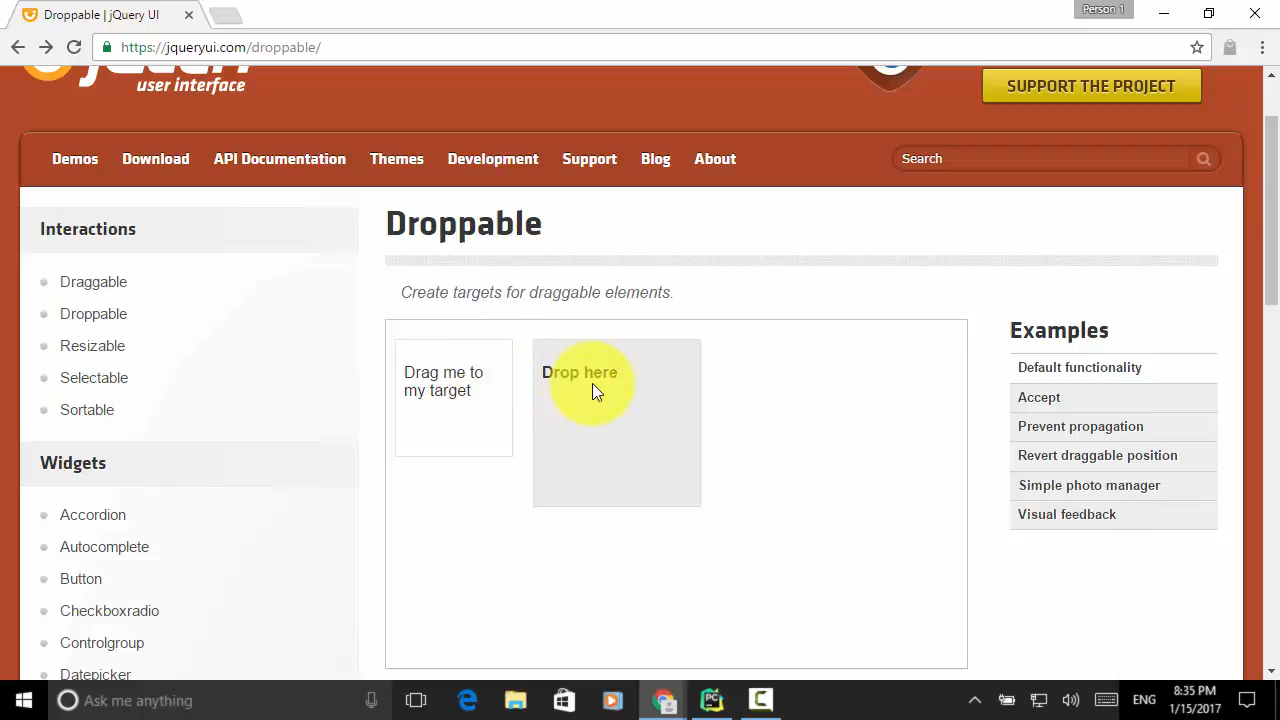 Droppable | jQuery UI
Person 1
https://jqueryui.com/droppable/
user interface
SUPPORT THE PROJECT
Demos Download API Documentation Themes Development Support Blog About Search
Interactions
Draggable
Droppable
Resizable
Selectable
Sortable
Widgets
Accordion
Autocomplete
Button
Checkboxradio
Controlgroup
Datepicker
Droppable
Create targets for draggable elements.
Drag me to
my target
Drop here
Examples
Default functionality
Accept
Prevent propagation
Revert draggable position
Simple photo manager
Visual feedback
Ask me anything
PC
ENG
8:35 PM
1/15/2017